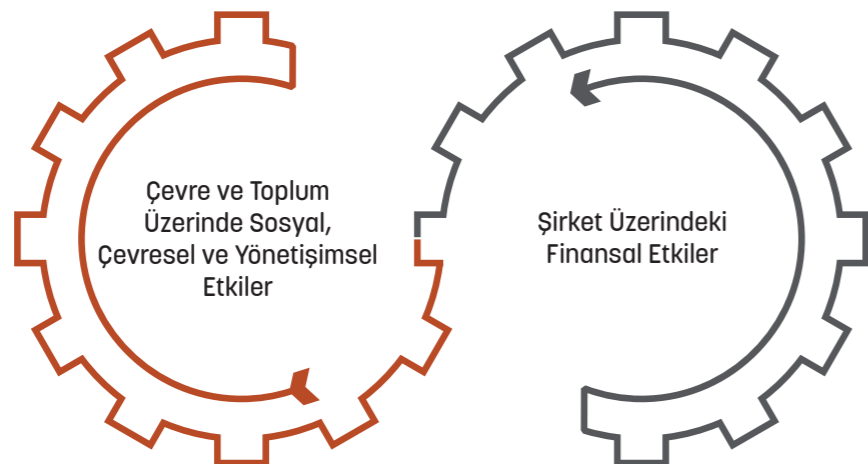 Çevre ve Toplum
Üzerinde Sosyal,
Çevresel ve Yönetişimsel
Etkiler
Şirket Üzerindeki
Finansal Etkiler